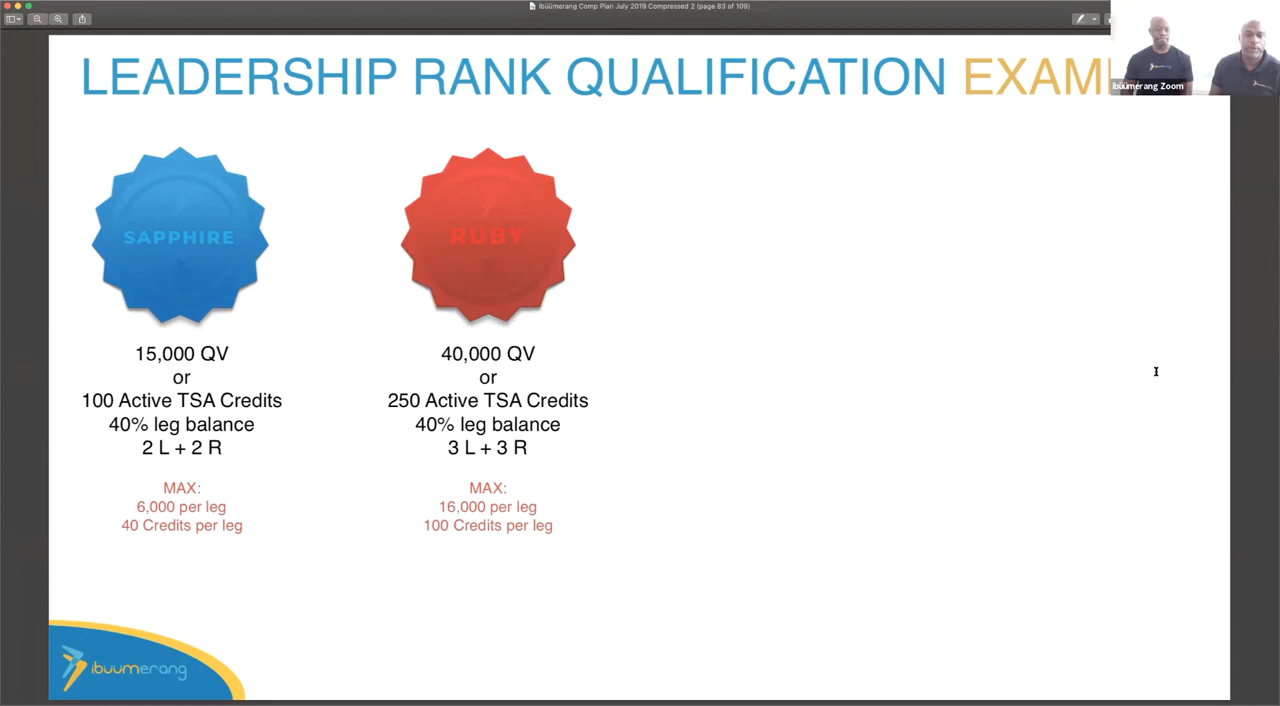 ibüümerang Comp Plan July 2019 Compressed 2 (page 83 of 109)
LEADERSHIP RANK QUALIFICATION EXAM
ibüümerang Zoom
SAPPHIRE
RUBY
15,000 QV
or
100 Active TSA Credits
40% leg balance
2 L + 2 R
MAX:
6,000 per leg
40 Credits per leg
40,000 QV
or
250 Active TSA Credits
40% leg balance
3 L + 3 R
MAX:
16,000 per leg
100 Credits per leg
ibuumerang